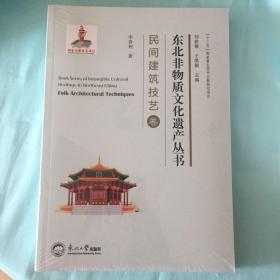 东北非物质文化遗产丛书
民间建筑技艺 卷
Book Series of Intangible Cultural
Heritage in Northeast China
Folk Architectural Techniques
东北大学出版社